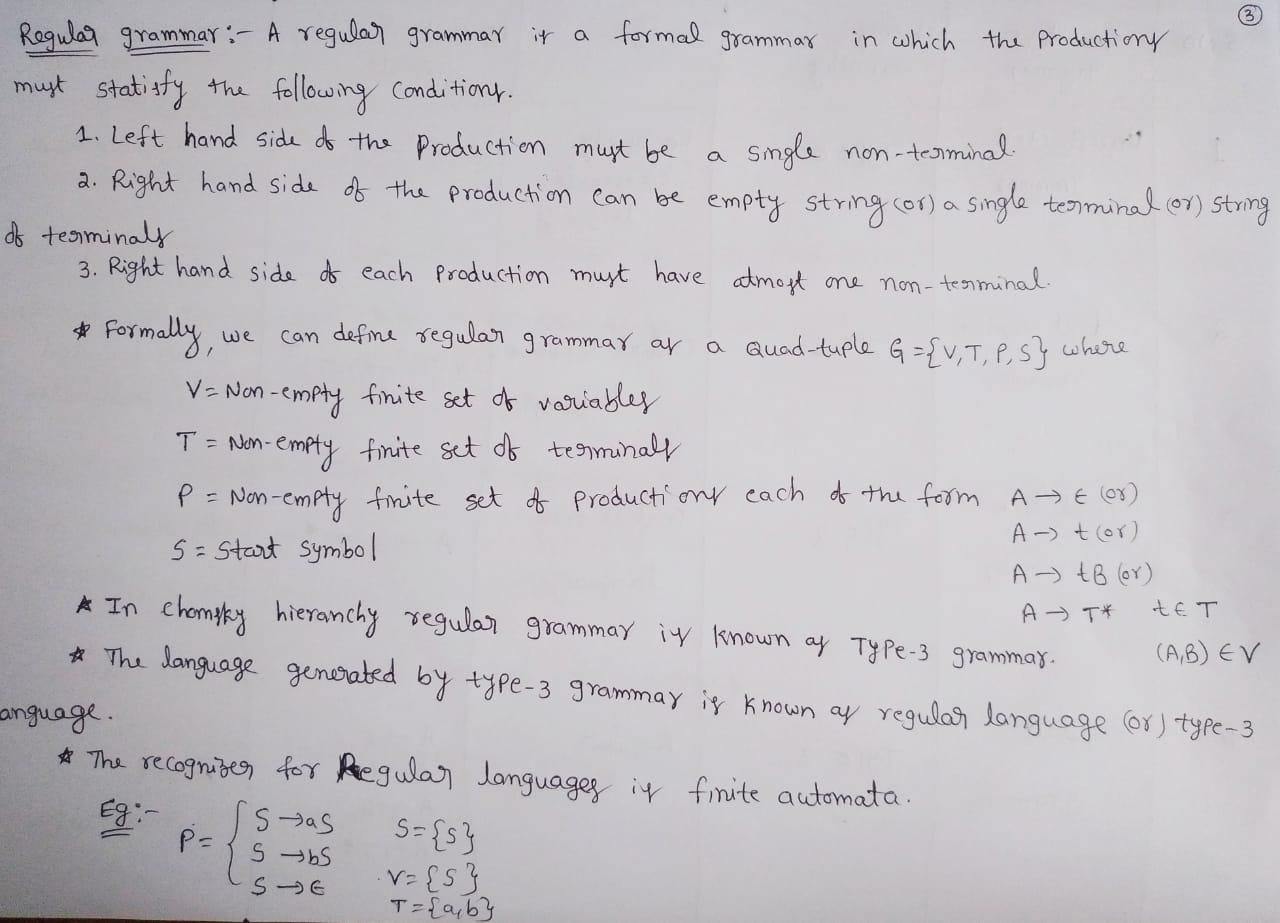 ③
Regular grammar :- A regular grammar is a formal grammar in which the productions
must statisfy the following conditions.
1. Left hand side of the production must be a single non-terminal.
2. Right hand side of the production can be empty string (or) a single terminal (or) string
of terminals
3. Right hand side of each production must have atmost one non-terminal.
* Formally, we can define regular grammar as a Quad-tuple G={V,T,P,S} where
V = Non-empty finite set of variables
T = Non-empty finite set of terminals
P = Non-empty finite set of productions each of the form A → ∈ (or)
A → t (or)
S = Start symbol
A → tB (or)
A → T* t ∈ T
* In chomsky hieranchy regular grammar is known as Type-3 grammar. (A,B) ∈ V
* The language generated by type-3 grammar is known as regular language (or) type-3
anguage.
* The recognizer for Regular languages is finite automata.
Eg :-
P = { S → aS S = {S}
S → bS
S → ∈ V = {S}
T = {a,b}